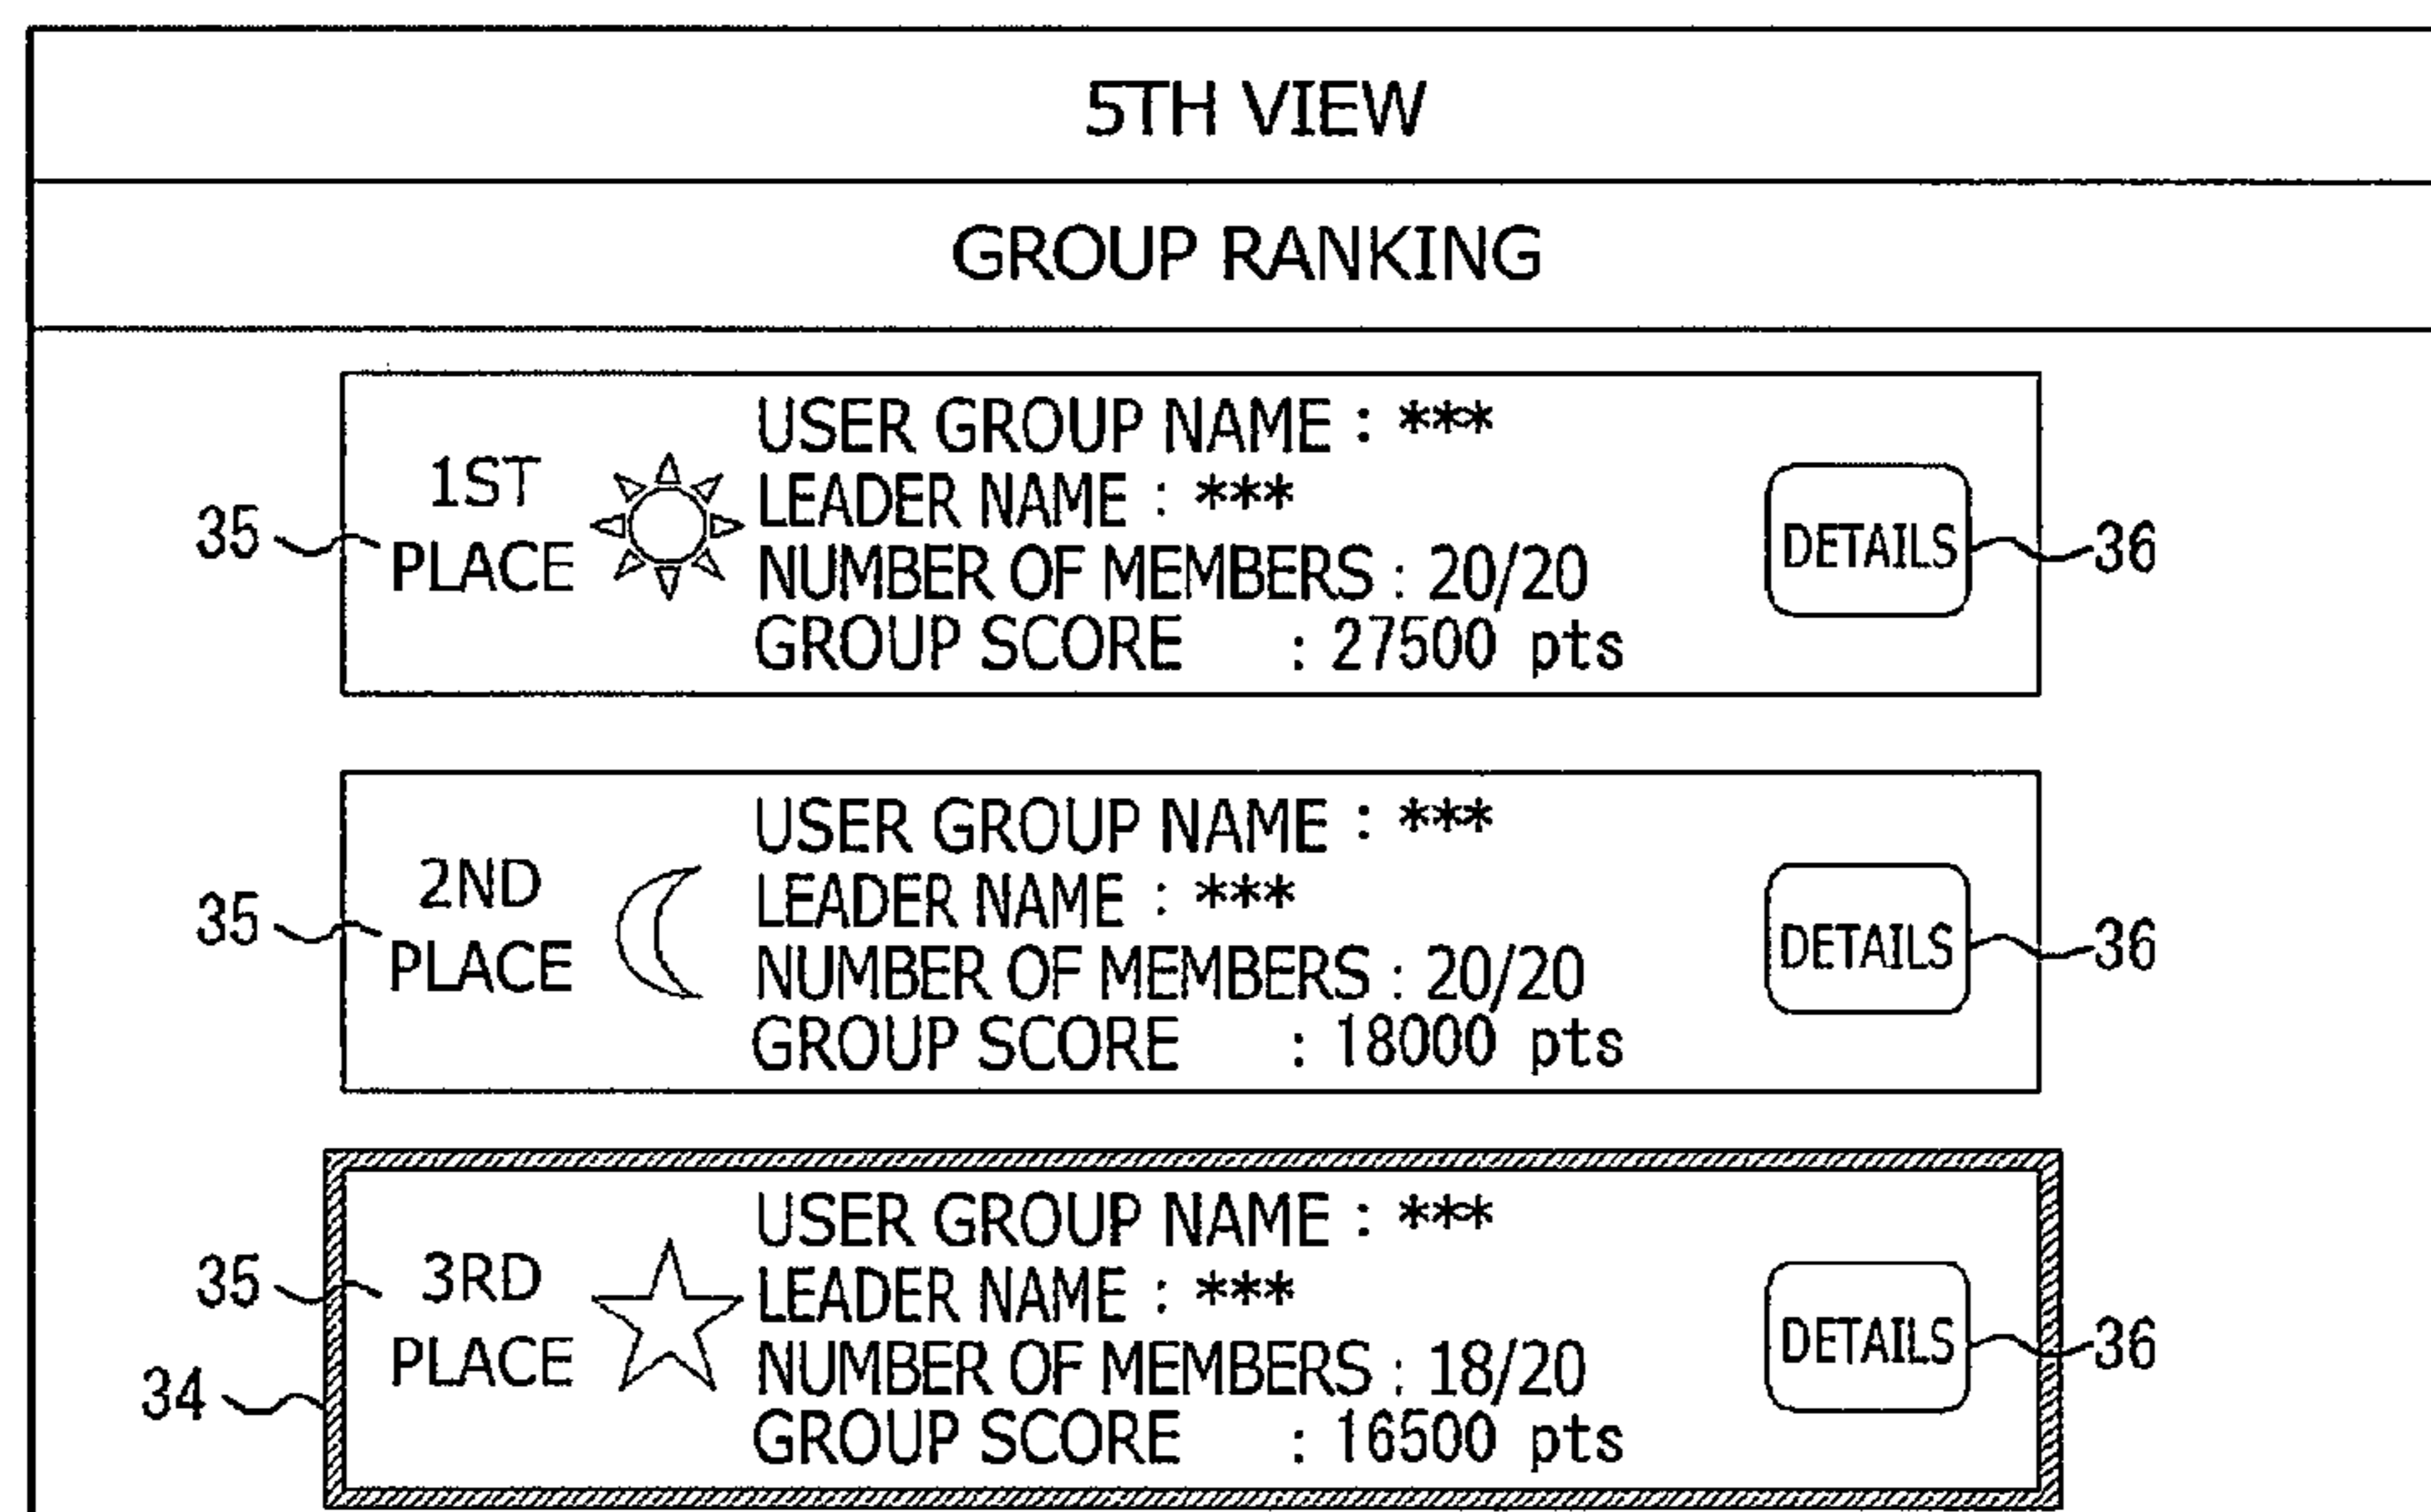 5TH VIEW
GROUP RANKING
USER GROUP NAME : ***
1ST
LEADER NAME : ***
35
PLACE
NUMBER OF MEMBERS : 20/20
DETAILS
36
GROUP SCORE : 27500 pts
USER GROUP NAME : ***
2ND
LEADER NAME : ***
35
PLACE
NUMBER OF MEMBERS : 20/20
DETAILS
36
GROUP SCORE : 18000 pts
USER GROUP NAME : ***
35
3RD
LEADER NAME : ***
PLACE
NUMBER OF MEMBERS : 18/20
DETAILS
36
34
GROUP SCORE : 16500 pts